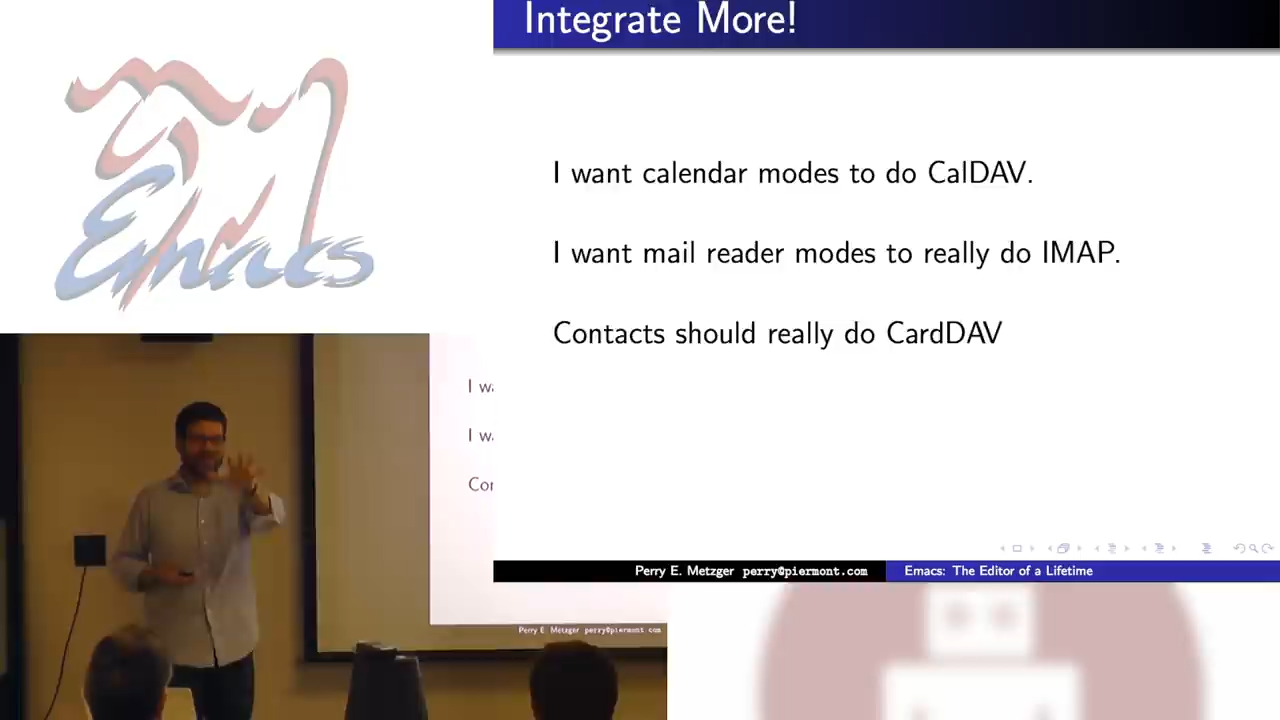 Integrate More!
Emacs
I want calendar modes to do CalDAV.
I want mail reader modes to really do IMAP.
Contacts should really do CardDAV
I wa
I wa
Con
Perry E. Metzger perry@piermont.com
Emacs: The Editor of a Lifetime
Perry E. Metzger perry@piermont.com